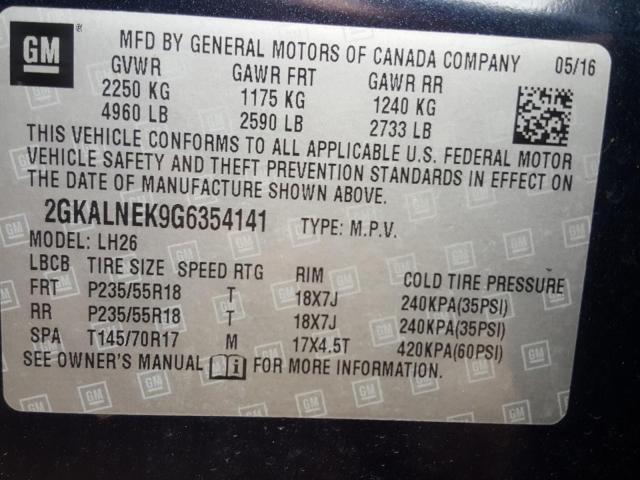 GM
MFD BY GENERAL MOTORS OF CANADA COMPANY 05/16
GVWR GAWR FRT GAWR RR
2250 KG 1175 KG 1240 KG
4960 LB 2590 LB 2733 LB
THIS VEHICLE CONFORMS TO ALL APPLICABLE U.S. FEDERAL MOTOR
VEHICLE SAFETY AND THEFT PREVENTION STANDARDS IN EFFECT ON
THE DATE OF MANUFACTURE SHOWN ABOVE.
2GKALNEK9G6354141 TYPE: M.P.V.
MODEL: LH26
LBCB TIRE SIZE SPEED RTG RIM COLD TIRE PRESSURE
FRT P235/55R18 T 18X7J 240KPA(35PSI)
RR P235/55R18 T 18X7J 240KPA(35PSI)
SPA T145/70R17 M 17X4.5T 420KPA(60PSI)
SEE OWNER'S MANUAL FOR MORE INFORMATION.